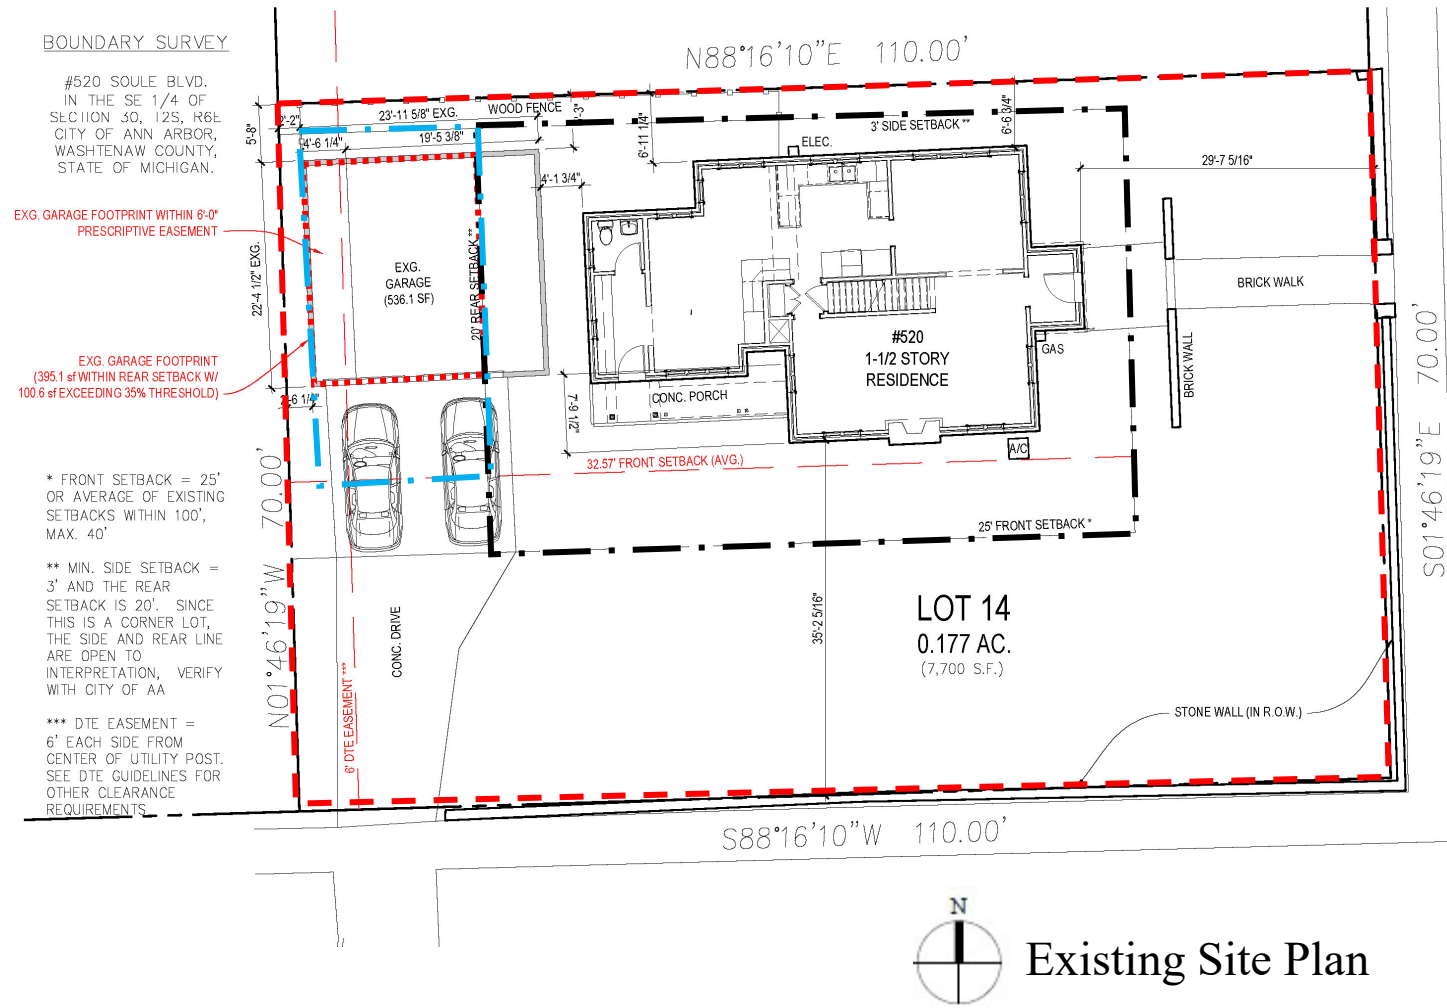 BOUNDARY SURVEY
#520 SOULE BLVD.
IN THE SE 1/4 OF
SECTION 30, T2S, R6E
CITY OF ANN ARBOR,
WASHTENAW COUNTY,
STATE OF MICHIGAN.
N88°16'10"E 110.00'
5'-8"
23'-11 5/8" EXG.
WOOD FENCE
4'-6 1/4"
19'-5 3/8"
6'-11 1/4"
6'-6 3/4"
3' SIDE SETBACK **
ELEC.
29'-7 5/16"
4'-1 3/4"
EXG. GARAGE FOOTPRINT WITHIN 6'-0"
PRESCRIPTIVE EASEMENT
22'-4 1/2" EXG.
EXG.
GARAGE
(536.1 SF)
20' REAR SETBACK **
BRICK WALK
BRICK WALL
GAS
#520
1-1/2 STORY
RESIDENCE
EXG. GARAGE FOOTPRINT
(395.1 sf WITHIN REAR SETBACK W/
100.6 sf EXCEEDING 35% THRESHOLD)
7'-9 1/2"
CONC. PORCH
A/C
32.57' FRONT SETBACK (AVG.)
25' FRONT SETBACK *
* FRONT SETBACK = 25'
OR AVERAGE OF EXISTING
SETBACKS WITHIN 100',
MAX. 40'
** MIN. SIDE SETBACK =
3' AND THE REAR
SETBACK IS 20'. SINCE
THIS IS A CORNER LOT,
THE SIDE AND REAR LINE
ARE OPEN TO
INTERPRETATION, VERIFY
WITH CITY OF AA
*** DTE EASEMENT =
6' EACH SIDE FROM
CENTER OF UTILITY POST.
SEE DTE GUIDELINES FOR
OTHER CLEARANCE
REQUIREMENTS
N01°46'19"W 70.00'
CONC. DRIVE
6' DTE EASEMENT ***
35'-2 5/16"
LOT 14
0.177 AC.
(7,700 S.F.)
STONE WALL (IN R.O.W.)
S01°46'19"E 70.00'
S88°16'10"W 110.00'
N
Existing Site Plan